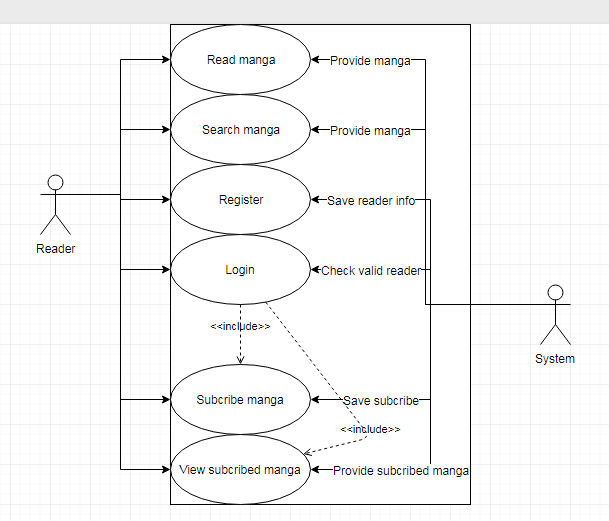 Read manga
Provide manga
Search manga
Provide manga
Register
Save reader info
Reader
Login
Check valid reader
<<include>>
System
Subcribe manga
Save subcribe
<<include>>
View subcribed manga
Provide subcribed manga